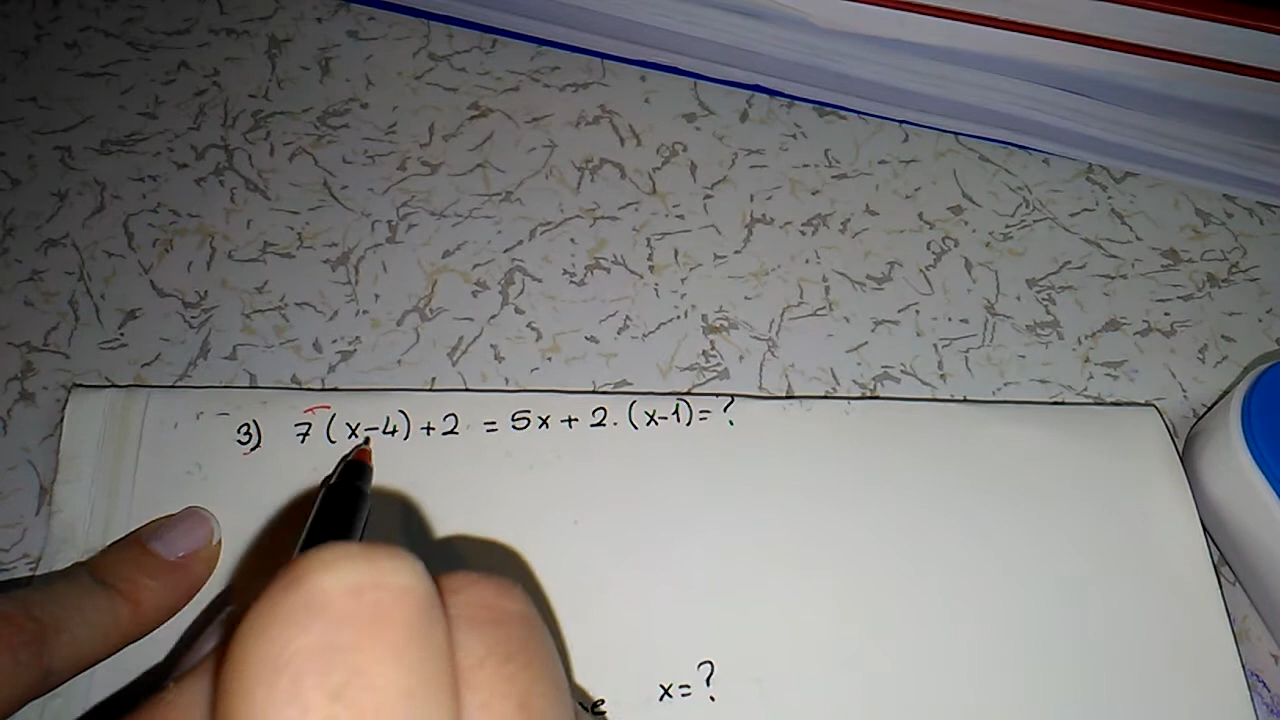 3) 7(x-4)+2 = 5x+2.(x-1)=?
x=?